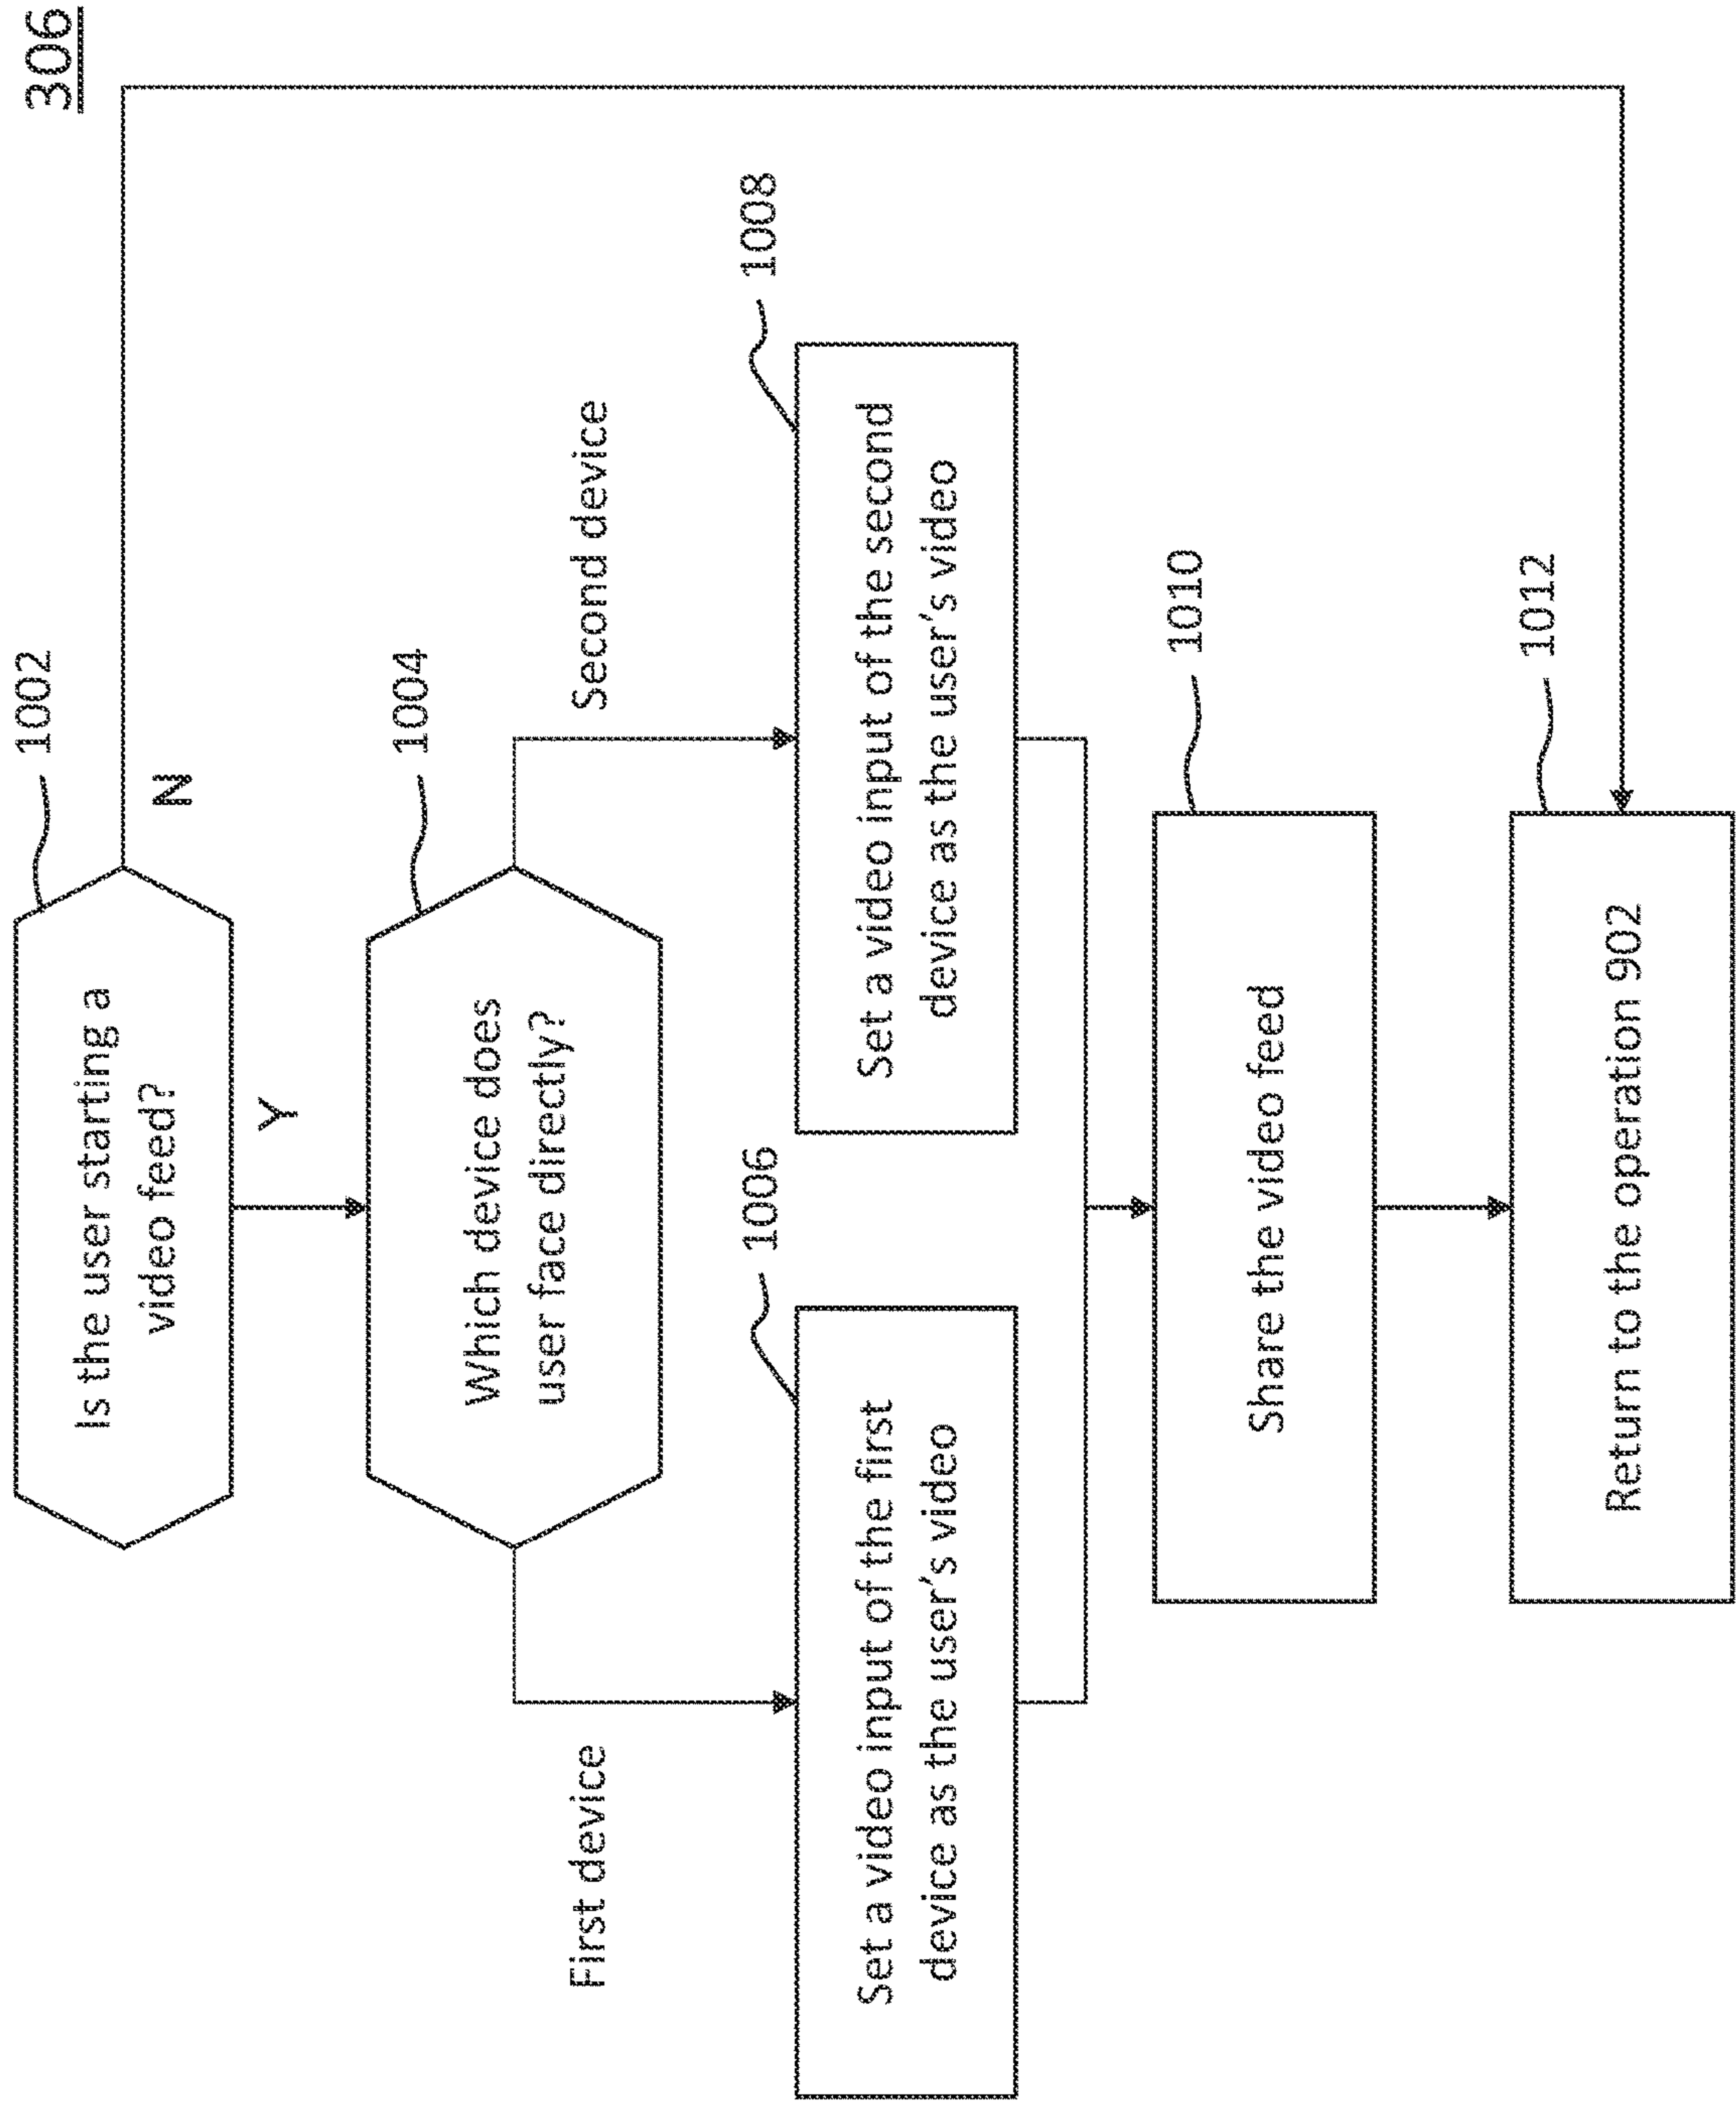 306
1002
Is the user starting a
video feed?
N
Y
1004
Which device does
user face directly?
First device
Second device
1006
Set a video input of the first
device as the user's video
1008
Set a video input of the second
device as the user's video
1010
Share the video feed
1012
Return to the operation 902